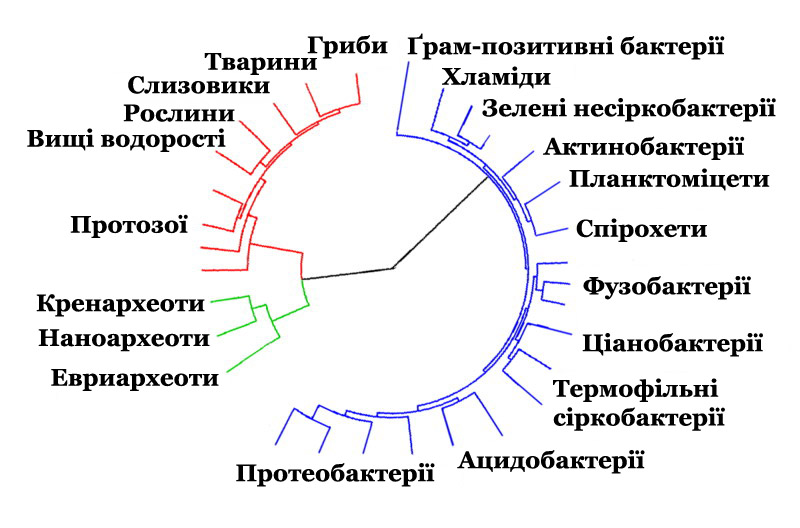 Гриби
Тварини
Слизовики
Рослини
Вищі водорості
Протозої
Кренархеоти
Наноархеоти
Евриархеоти
Ґрам-позитивні бактерії
Хламіди
Зелені несіркобактерії
Актинобактерії
Планктоміцети
Спірохети
Фузобактерії
Ціанобактерії
Термофільні
сіркобактерії
Ацидобактерії
Протеобактерії